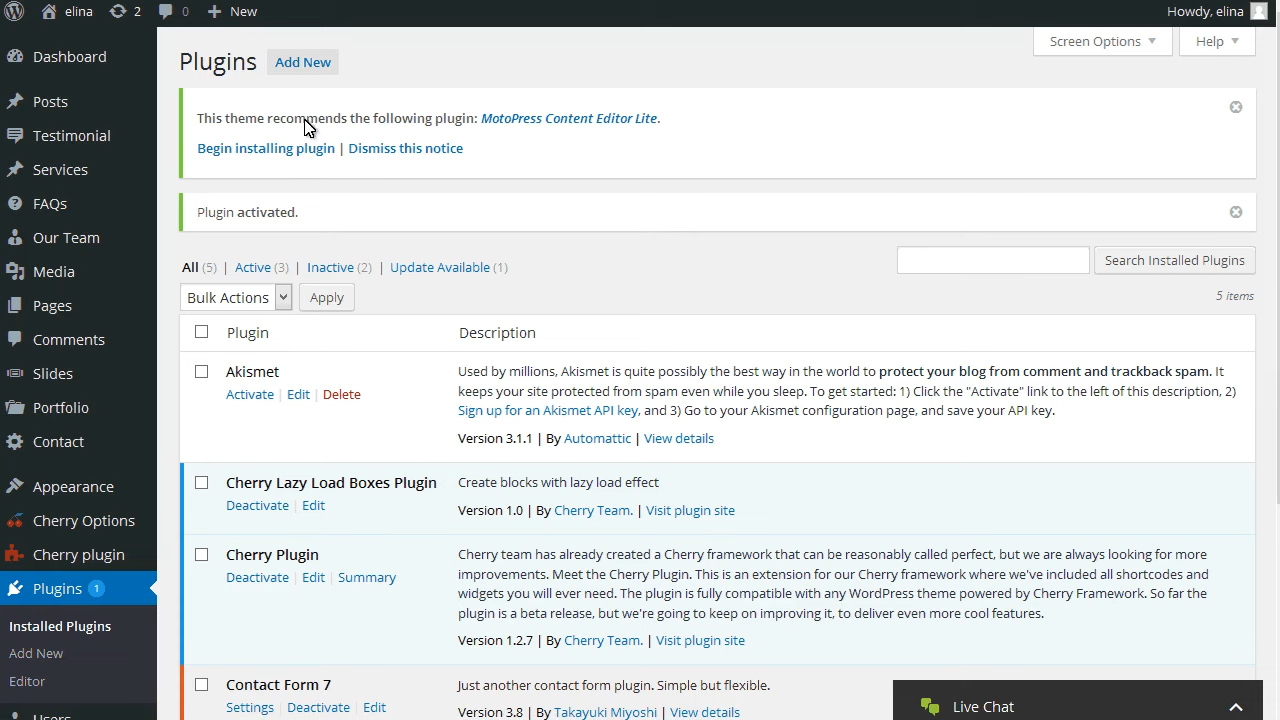 elina 2 0 New Howdy, elina
Screen Options Help
Plugins Add New
This theme recommends the following plugin: MotoPress Content Editor Lite.
Begin installing plugin | Dismiss this notice
Plugin activated.
All (5) | Active (3) | Inactive (2) | Update Available (1)
Search Installed Plugins
Bulk Actions Apply
5 items
Plugin Description
Akismet
Activate | Edit | Delete
Used by millions, Akismet is quite possibly the best way in the world to protect your blog from comment and trackback spam. It
keeps your site protected from spam even while you sleep. To get started: 1) Click the "Activate" link to the left of this description, 2)
Sign up for an Akismet API key, and 3) Go to your Akismet configuration page, and save your API key.
Version 3.1.1 | By Automattic | View details
Cherry Lazy Load Boxes Plugin
Deactivate | Edit
Create blocks with lazy load effect
Version 1.0 | By Cherry Team. | Visit plugin site
Cherry Plugin
Deactivate | Edit | Summary
Cherry team has already created a Cherry framework that can be reasonably called perfect, but we are always looking for more
improvements. Meet the Cherry Plugin. This is an extension for our Cherry framework where we've included all shortcodes and
widgets you will ever need. The plugin is fully compatible with any WordPress theme powered by Cherry Framework. So far the
plugin is a beta release, but we're going to keep on improving it, to deliver even more cool features.
Version 1.2.7 | By Cherry Team. | Visit plugin site
Contact Form 7
Settings | Deactivate | Edit
Just another contact form plugin. Simple but flexible.
Version 3.8 | By Takayuki Miyoshi | View details
Dashboard
Posts
Testimonial
Services
FAQs
Our Team
Media
Pages
Comments
Slides
Portfolio
Contact
Appearance
Cherry Options
Cherry plugin
Plugins 1
Installed Plugins
Add New
Editor
Users
Live Chat